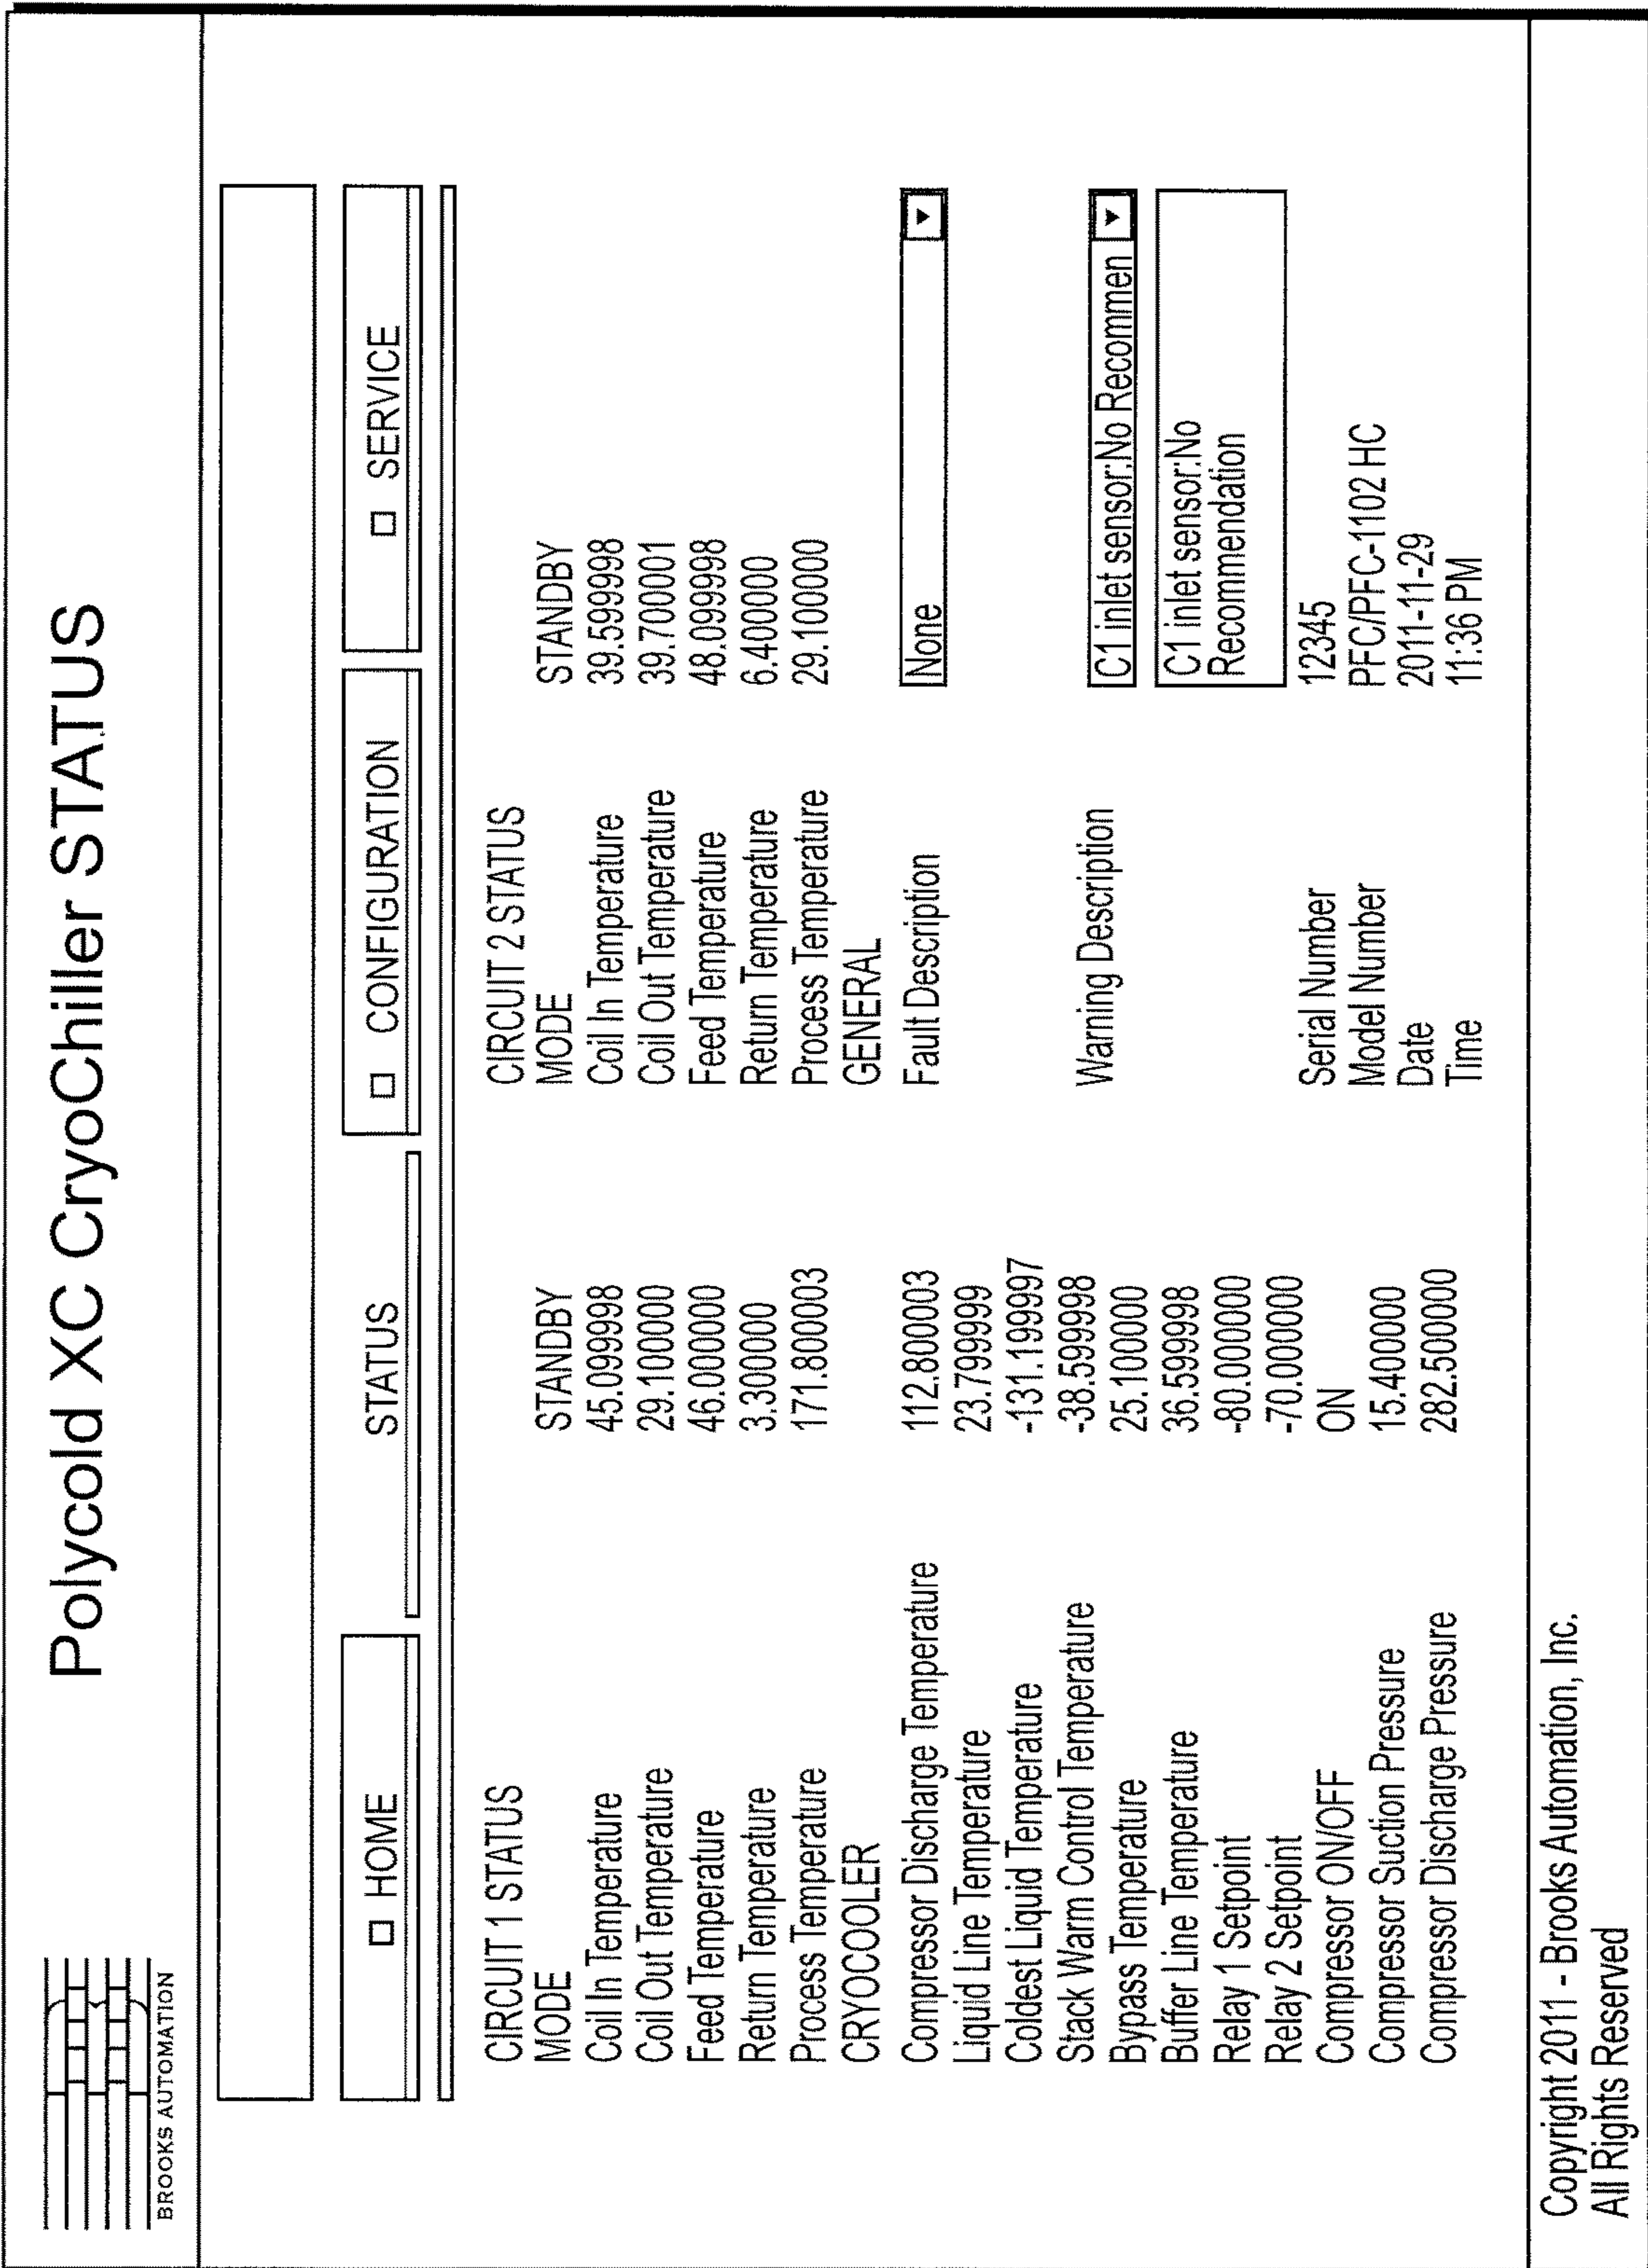 BROOKS AUTOMATION
Polycold XC CryoChiller STATUS
HOME
STATUS
CONFIGURATION
SERVICE
CIRCUIT 1 STATUS
MODE STANDBY
Coil In Temperature 45.099998
Coil Out Temperature 29.100000
Feed Temperature 46.000000
Return Temperature 3.300000
Process Temperature 171.800003
CRYOCOOLER
Compressor Discharge Temperature 112.800003
Liquid Line Temperature 23.799999
Coldest Liquid Temperature -131.199997
Stack Warm Control Temperature -38.599998
Bypass Temperature 25.100000
Buffer Line Temperature 36.599998
Relay 1 Setpoint -80.000000
Relay 2 Setpoint -70.000000
Compressor ON/OFF ON
Compressor Suction Pressure 15.400000
Compressor Discharge Pressure 282.500000
CIRCUIT 2 STATUS
MODE STANDBY
Coil In Temperature 39.599998
Coil Out Temperature 39.700001
Feed Temperature 48.099998
Return Temperature 6.400000
Process Temperature 29.100000
GENERAL
Fault Description None
Warning Description C1 inlet sensor:No Recommen
C1 inlet sensor:No
Recommendation
Serial Number 12345
Model Number PFC/PFC-1102 HC
Date 2011-11-29
Time 11:36 PM
Copyright 2011 - Brooks Automation, Inc.
All Rights Reserved